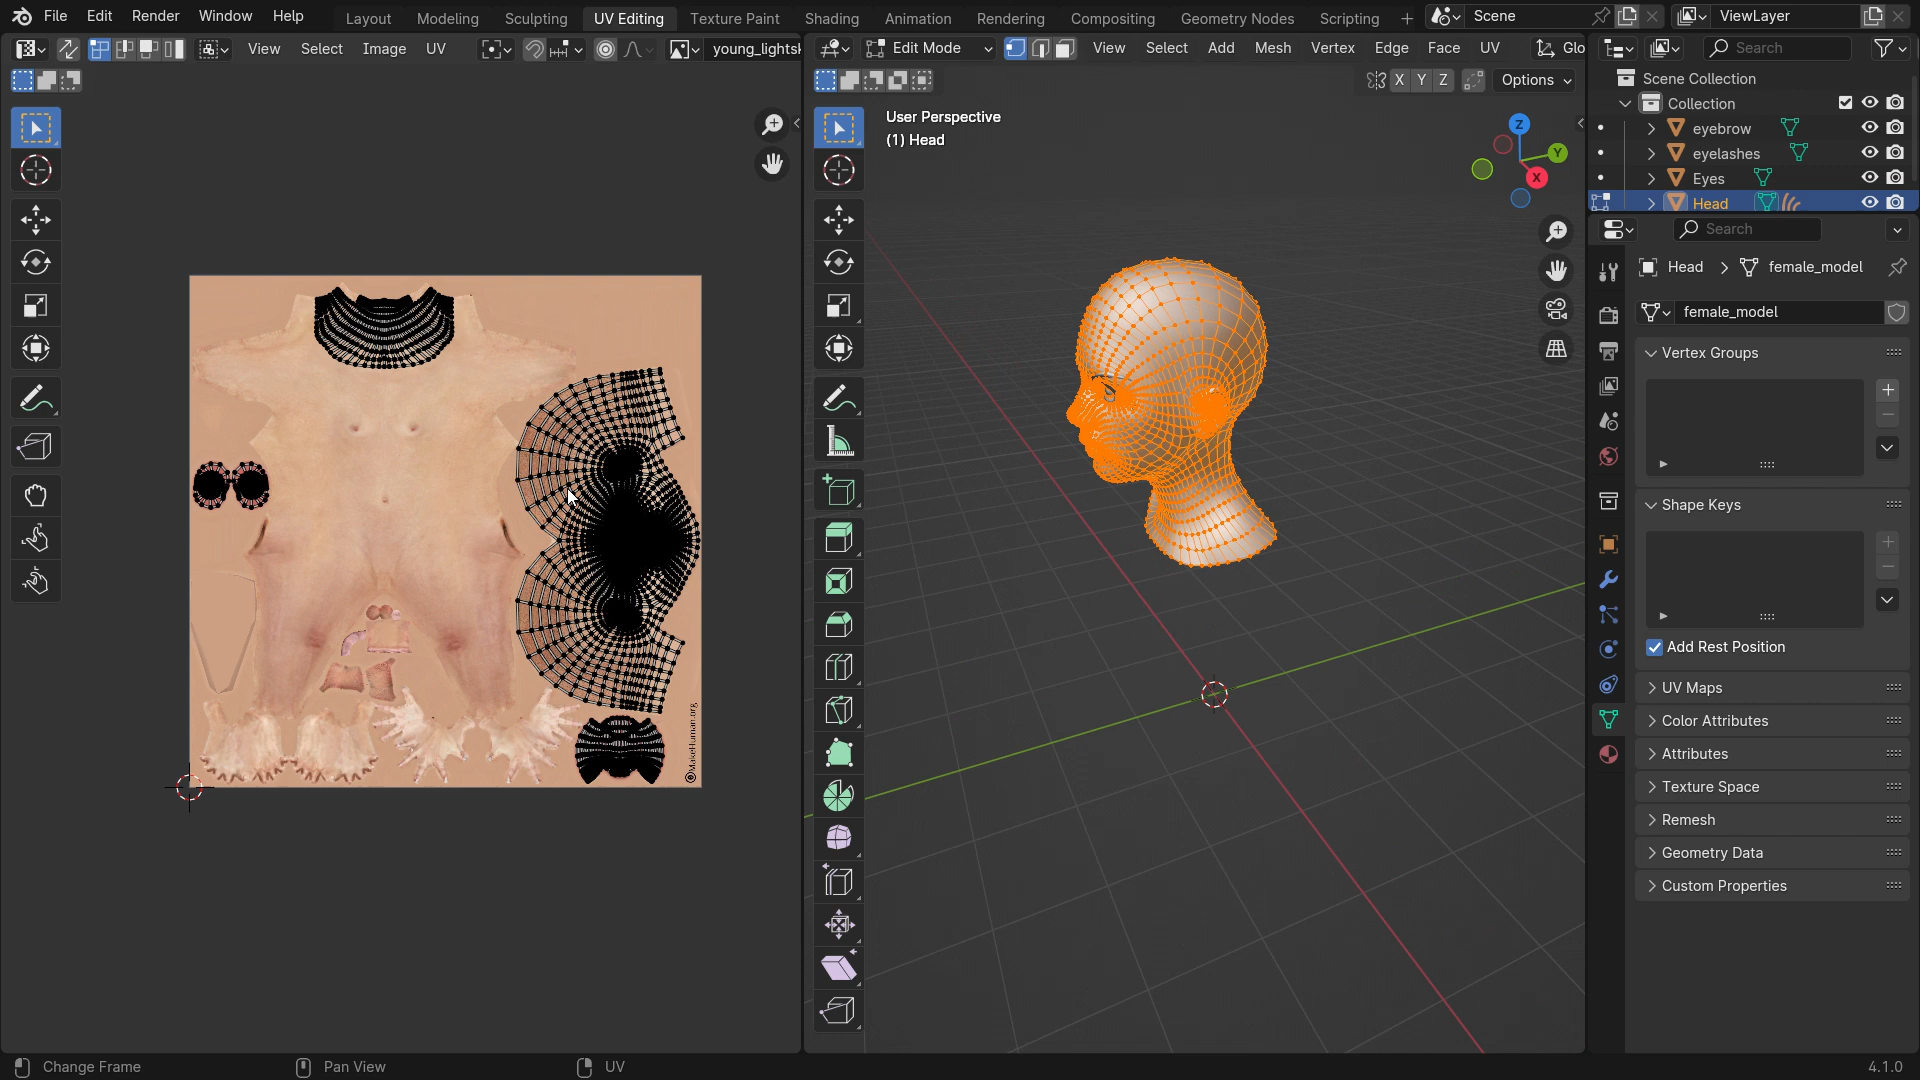 File Edit Render Window Help Layout Modeling Sculpting UV Editing Texture Paint Shading Animation Rendering Compositing Geometry Nodes Scripting + Scene ViewLayer
View Select Image UV young_lightsk
Edit Mode View Select Add Mesh Vertex Edge Face UV Glo
Search
X Y Z Options
Scene Collection
Collection
eyebrow
eyelashes
Eyes
Head
User Perspective
(1) Head
Z
Y
X
Search
Head female_model
female_model
Vertex Groups
Shape Keys
Add Rest Position
UV Maps
Color Attributes
Attributes
Texture Space
Remesh
Geometry Data
Custom Properties
©MakeHuman.org
Change Frame Pan View UV 4.1.0